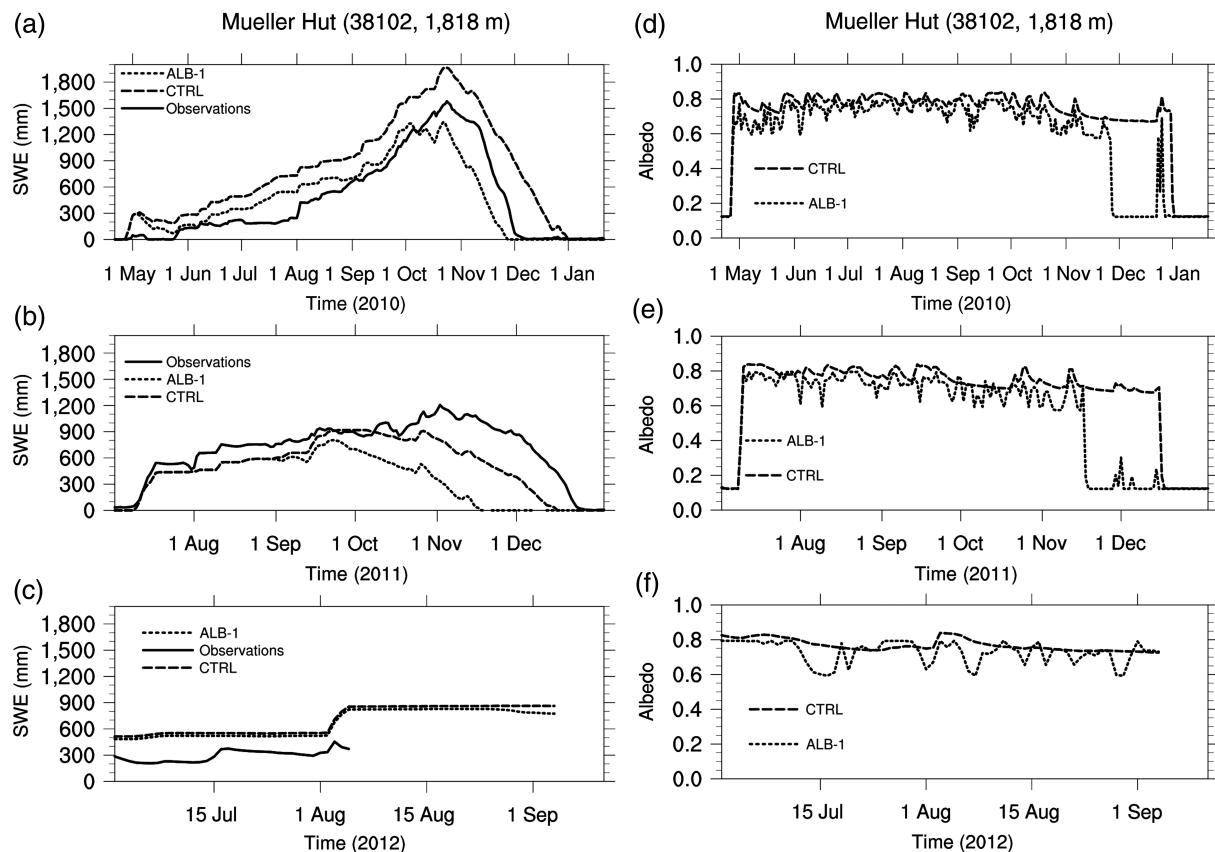 (a)
Mueller Hut (38102, 1,818 m)
SWE (mm)
1,800
1,500
1,200
900
600
300
0
ALB-1
CTRL
Observations
1 May 1 Jun 1 Jul 1 Aug 1 Sep 1 Oct 1 Nov 1 Dec 1 Jan
Time (2010)
(b)
SWE (mm)
1,800
1,500
1,200
900
600
300
0
Observations
ALB-1
CTRL
1 Aug 1 Sep 1 Oct 1 Nov 1 Dec
Time (2011)
(c)
SWE (mm)
1,800
1,500
1,200
900
600
300
0
ALB-1
Observations
CTRL
15 Jul 1 Aug 15 Aug 1 Sep
Time (2012)
(d)
Mueller Hut (38102, 1,818 m)
Albedo
1.0
0.8
0.6
0.4
0.2
0.0
CTRL
ALB-1
1 May 1 Jun 1 Jul 1 Aug 1 Sep 1 Oct 1 Nov 1 Dec 1 Jan
Time (2010)
(e)
Albedo
1.0
0.8
0.6
0.4
0.2
0.0
ALB-1
CTRL
1 Aug 1 Sep 1 Oct 1 Nov 1 Dec
Time (2011)
(f)
Albedo
1.0
0.8
0.6
0.4
0.2
0.0
CTRL
ALB-1
15 Jul 1 Aug 15 Aug 1 Sep
Time (2012)